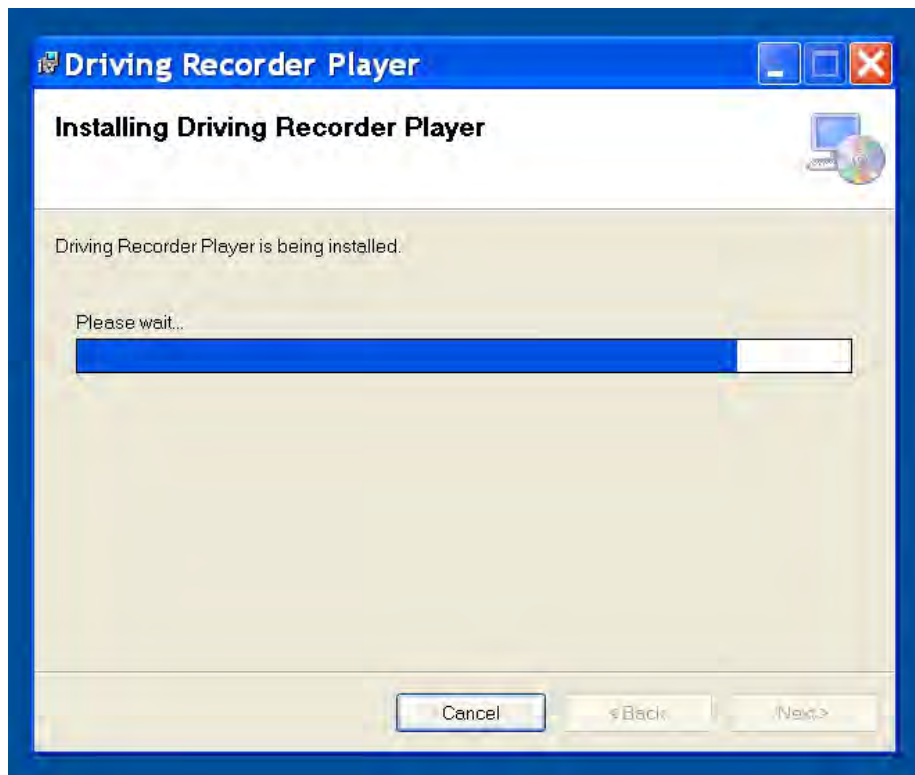 Driving Recorder Player
Installing Driving Recorder Player
Driving Recorder Player is being installed.
Please wait...
Cancel
< Back
Next >